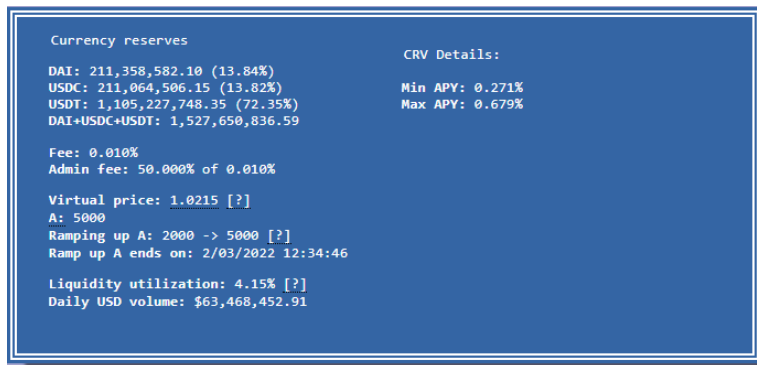 Currency reserves
DAI: 211,358,582.10 (13.84%)
USDC: 211,064,506.15 (13.82%)
USDT: 1,105,227,748.35 (72.35%)
DAI+USDC+USDT: 1,527,650,836.59
Fee: 0.010%
Admin fee: 50.000% of 0.010%
Virtual price: 1.0215 [?]
A: 5000
Ramping up A: 2000 -> 5000 [?]
Ramp up A ends on: 2/03/2022 12:34:46
Liquidity utilization: 4.15% [?]
Daily USD volume: $63,468,452.91
CRV Details:
Min APY: 0.271%
Max APY: 0.679%